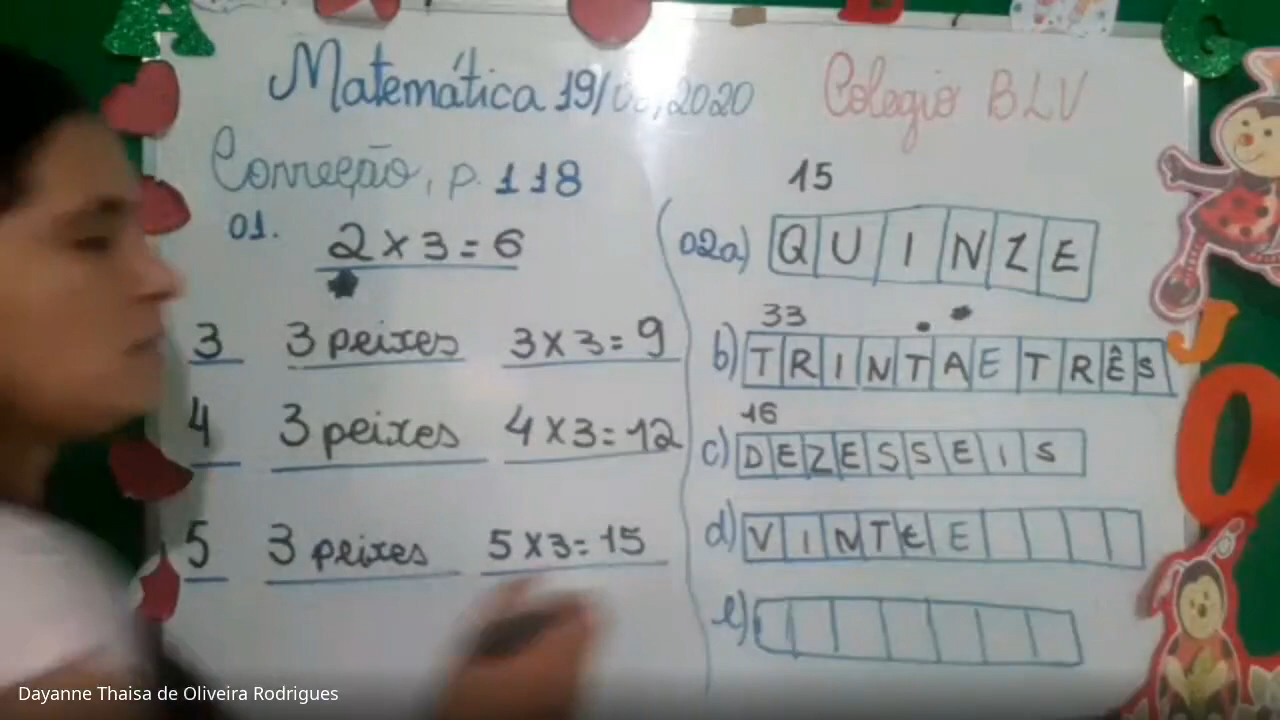 Matemática 19/ 2020
Colegio BLV
Correção, p. 118
01.
2 x 3 = 6
3 3 peixes 3 x 3 = 9
4 3 peixes 4 x 3 = 12
5 3 peixes 5 x 3 = 15
15
02a) QUINZE
33
b) TRINTAETRÊS
16
c) DEZESSEIS
d) VINTEE
e)
Dayanne Thaisa de Oliveira Rodrigues